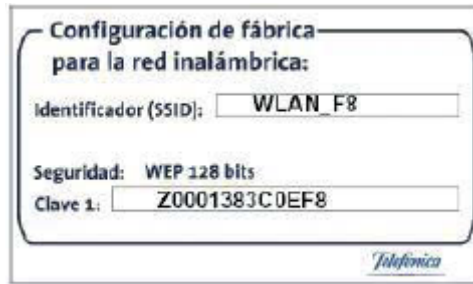 Configuración de fábrica
para la red inalámbrica:
Identificador (SSID): WLAN_F8
Seguridad: WEP 128 bits
Clave 1: Z0001383C0EF8
Telefónica